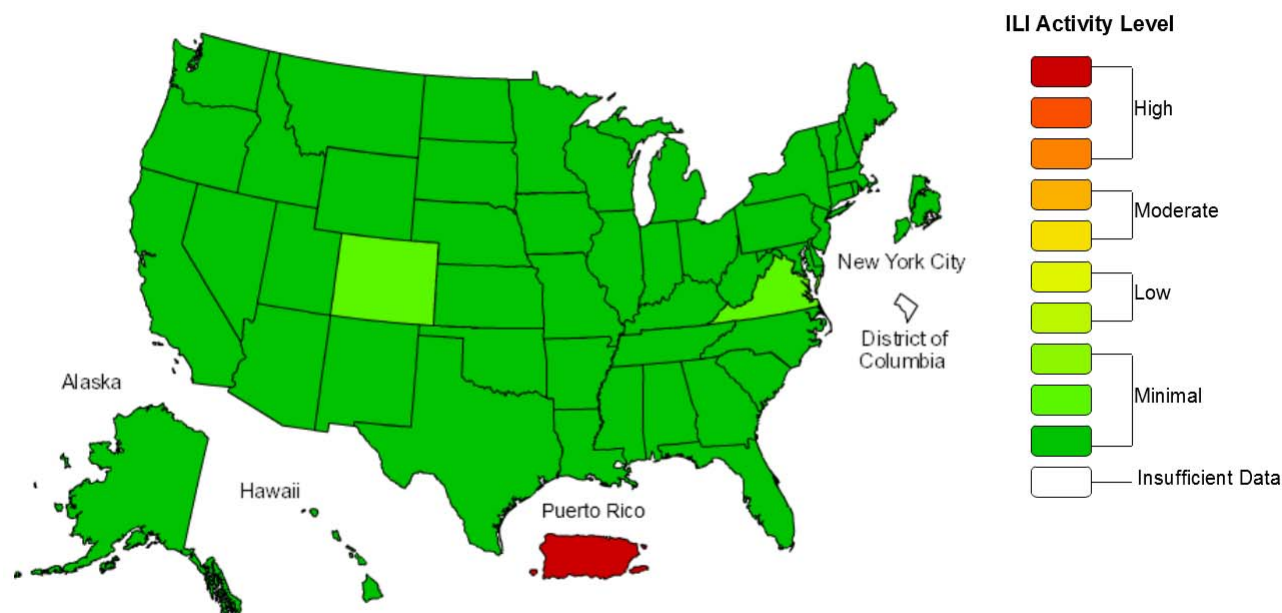 ILI Activity Level
High
Moderate
New York City
Low
District of
Columbia
Alaska
Minimal
Hawaii
Insufficient Data
Puerto Rico